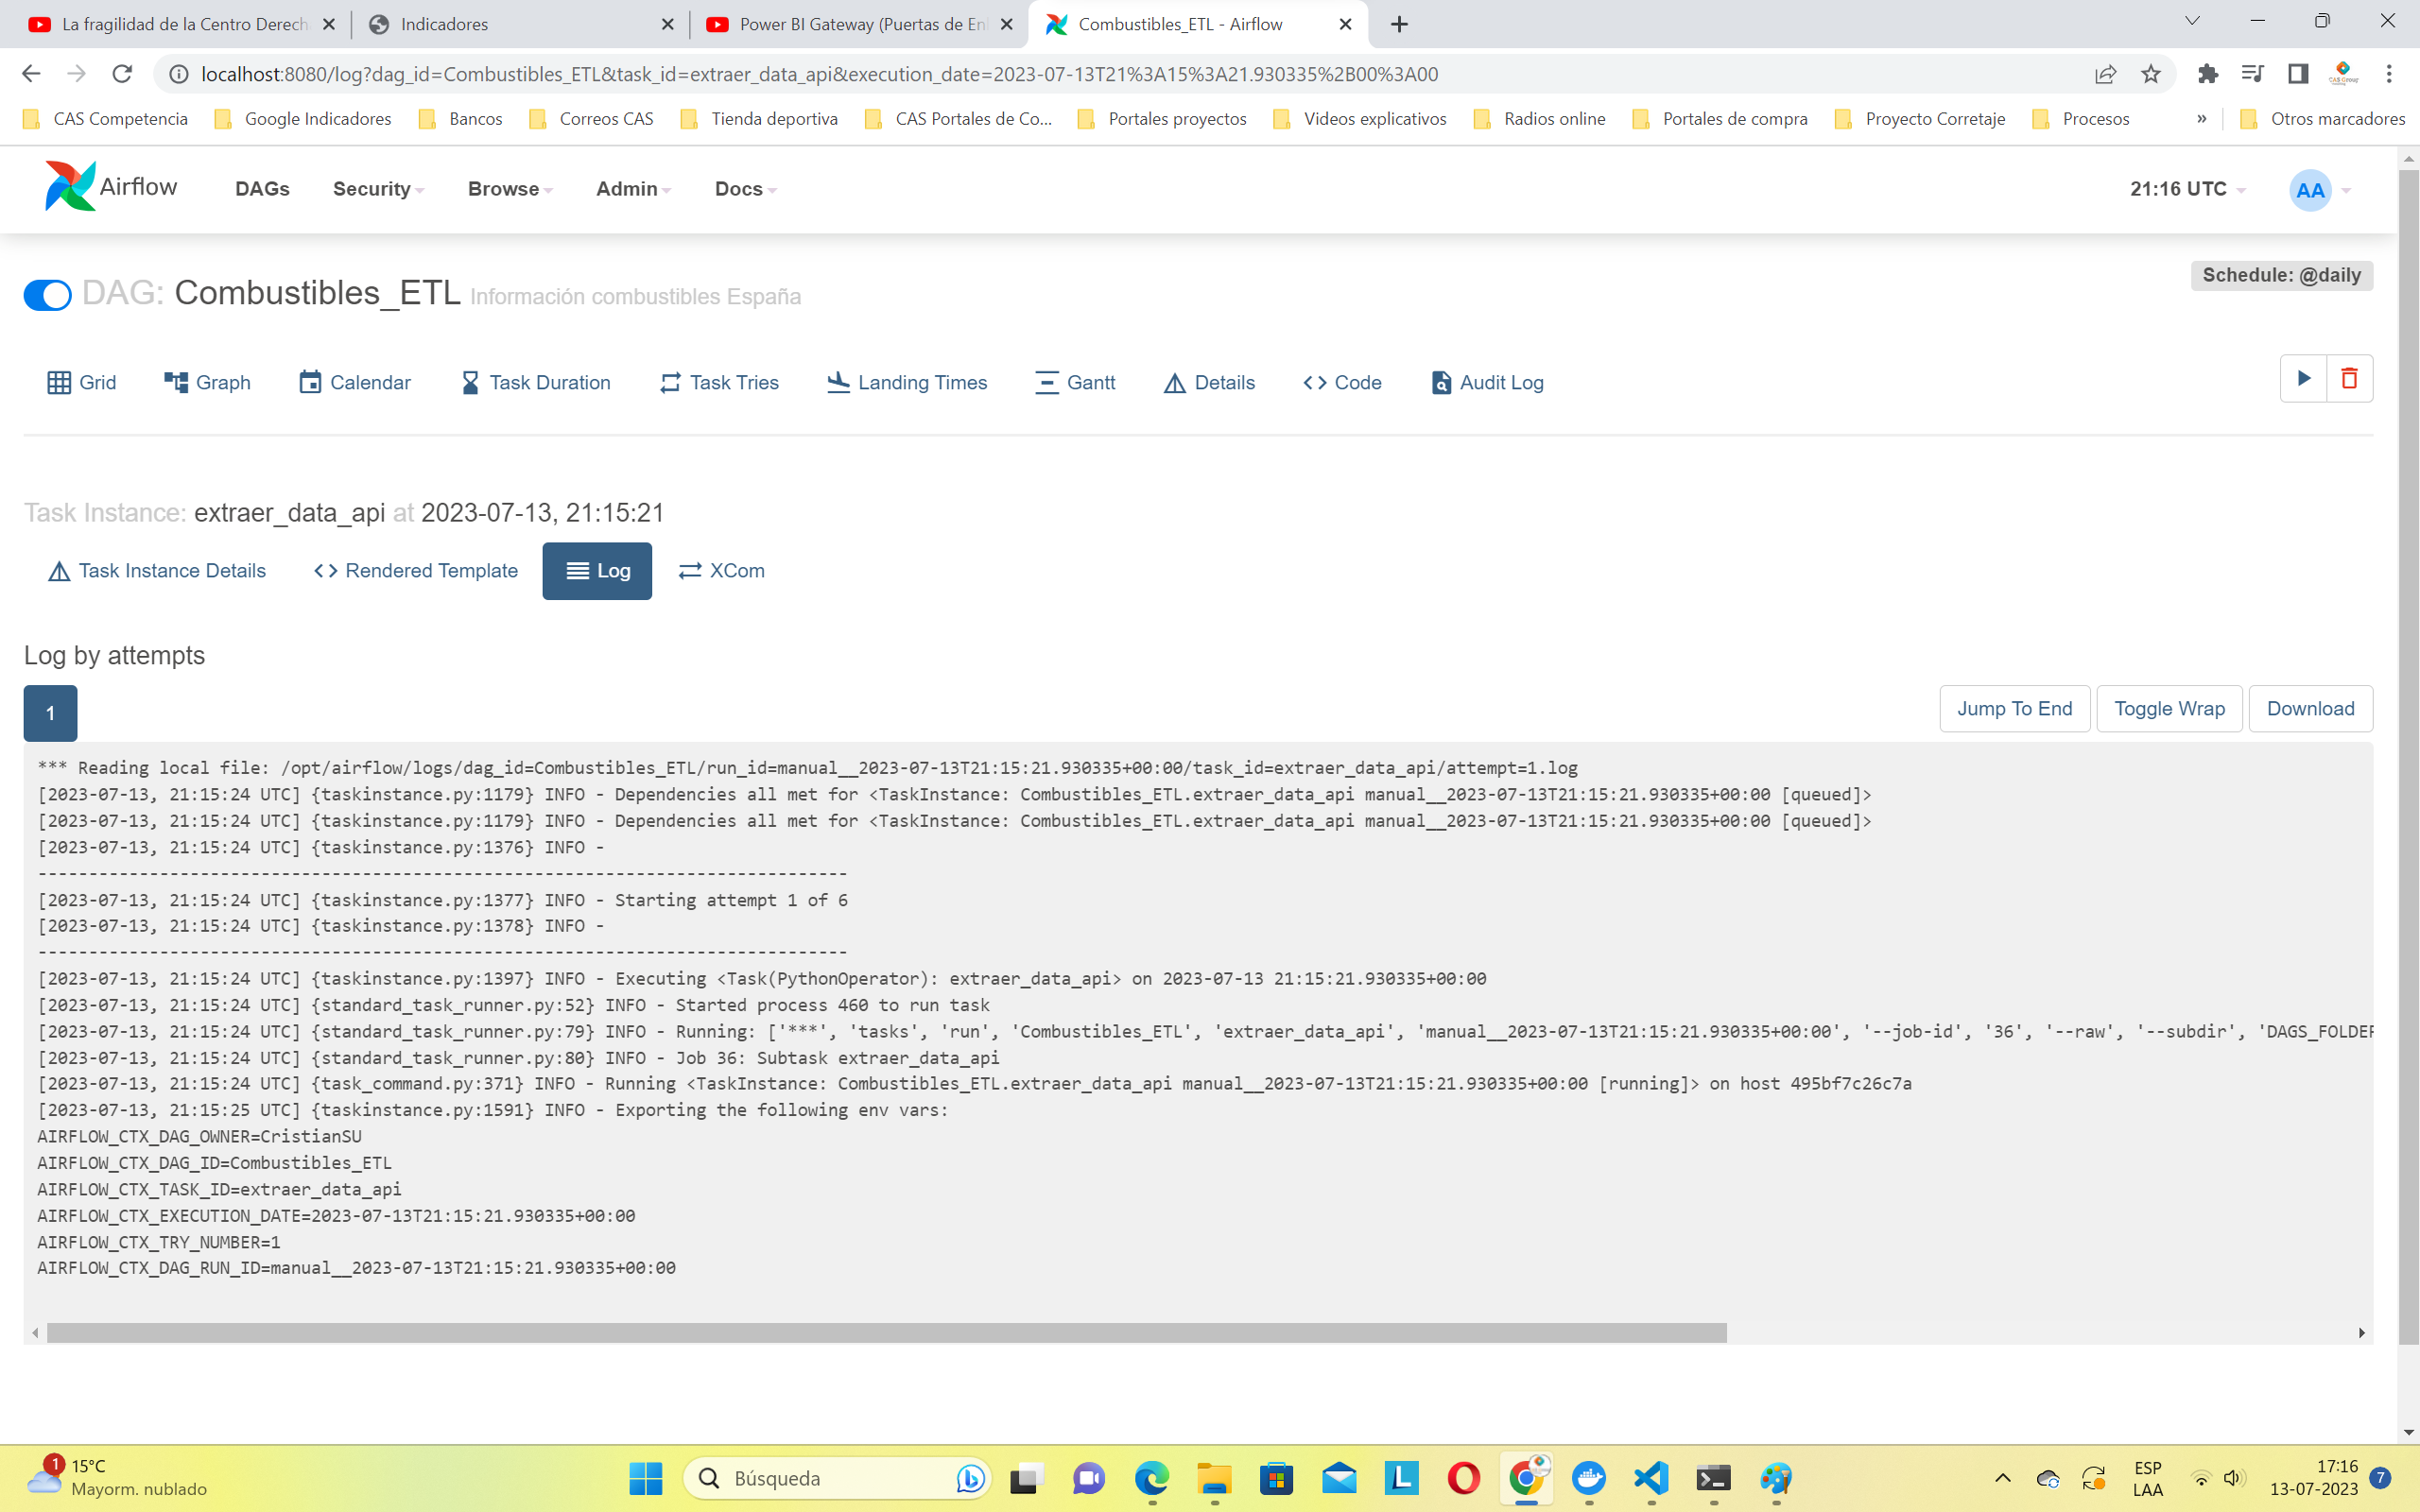 La fragilidad de la Centro Derech
Indicadores
Power BI Gateway (Puertas de En
Combustibles_ETL - Airflow
localhost:8080/log?dag_id=Combustibles_ETL&task_id=extraer_data_api&execution_date=2023-07-13T21%3A15%3A21.930335%2B00%3A00
CAS Competencia
Google Indicadores
Bancos
Correos CAS
Tienda deportiva
CAS Portales de Co...
Portales proyectos
Videos explicativos
Radios online
Portales de compra
Proyecto Corretaje
Procesos
»
Otros marcadores
Airflow
DAGs
Security
Browse
Admin
Docs
21:16 UTC
AA
DAG: Combustibles_ETL Información combustibles España
Schedule: @daily
Grid
Graph
Calendar
Task Duration
Task Tries
Landing Times
Gantt
Details
Code
Audit Log
Task Instance: extraer_data_api at 2023-07-13, 21:15:21
Task Instance Details
Rendered Template
Log
XCom
Log by attempts
1
Jump To End
Toggle Wrap
Download
*** Reading local file: /opt/airflow/logs/dag_id=Combustibles_ETL/run_id=manual__2023-07-13T21:15:21.930335+00:00/task_id=extraer_data_api/attempt=1.log
[2023-07-13, 21:15:24 UTC] {taskinstance.py:1179} INFO - Dependencies all met for <TaskInstance: Combustibles_ETL.extraer_data_api manual__2023-07-13T21:15:21.930335+00:00 [queued]>
[2023-07-13, 21:15:24 UTC] {taskinstance.py:1179} INFO - Dependencies all met for <TaskInstance: Combustibles_ETL.extraer_data_api manual__2023-07-13T21:15:21.930335+00:00 [queued]>
[2023-07-13, 21:15:24 UTC] {taskinstance.py:1376} INFO -
--------------------------------------------------------------------------------
[2023-07-13, 21:15:24 UTC] {taskinstance.py:1377} INFO - Starting attempt 1 of 6
[2023-07-13, 21:15:24 UTC] {taskinstance.py:1378} INFO -
--------------------------------------------------------------------------------
[2023-07-13, 21:15:24 UTC] {taskinstance.py:1397} INFO - Executing <Task(PythonOperator): extraer_data_api> on 2023-07-13 21:15:21.930335+00:00
[2023-07-13, 21:15:24 UTC] {standard_task_runner.py:52} INFO - Started process 460 to run task
[2023-07-13, 21:15:24 UTC] {standard_task_runner.py:79} INFO - Running: ['***', 'tasks', 'run', 'Combustibles_ETL', 'extraer_data_api', 'manual__2023-07-13T21:15:21.930335+00:00', '--job-id', '36', '--raw', '--subdir', 'DAGS_FOLDER
[2023-07-13, 21:15:24 UTC] {standard_task_runner.py:80} INFO - Job 36: Subtask extraer_data_api
[2023-07-13, 21:15:24 UTC] {task_command.py:371} INFO - Running <TaskInstance: Combustibles_ETL.extraer_data_api manual__2023-07-13T21:15:21.930335+00:00 [running]> on host 495bf7c26c7a
[2023-07-13, 21:15:25 UTC] {taskinstance.py:1591} INFO - Exporting the following env vars:
AIRFLOW_CTX_DAG_OWNER=CristianSU
AIRFLOW_CTX_DAG_ID=Combustibles_ETL
AIRFLOW_CTX_TASK_ID=extraer_data_api
AIRFLOW_CTX_EXECUTION_DATE=2023-07-13T21:15:21.930335+00:00
AIRFLOW_CTX_TRY_NUMBER=1
AIRFLOW_CTX_DAG_RUN_ID=manual__2023-07-13T21:15:21.930335+00:00
1
15°C
Mayorm. nublado
Búsqueda
L
ESP
LAA
17:16
13-07-2023
7